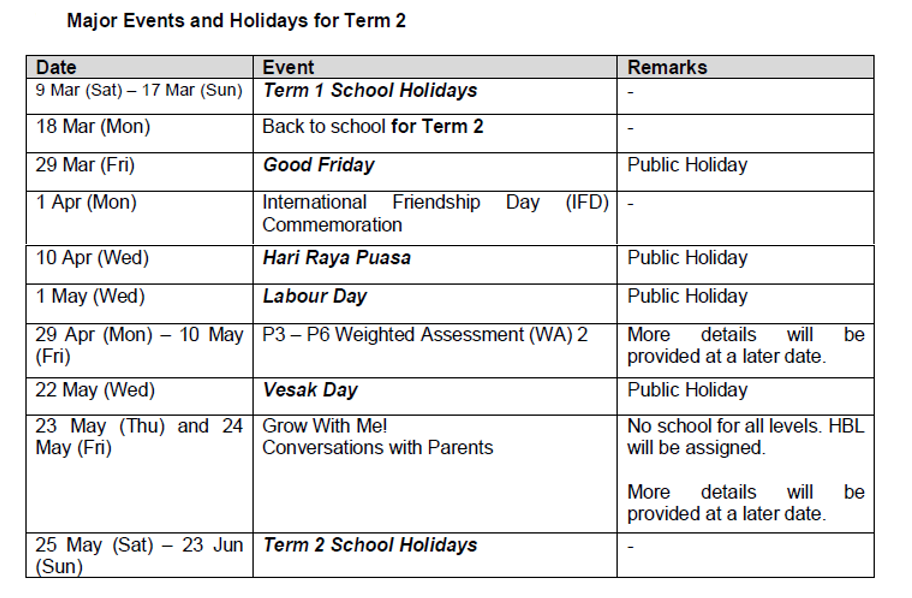 Major Events and Holidays for Term 2
Date Event Remarks
9 Mar (Sat) – 17 Mar (Sun) Term 1 School Holidays -
18 Mar (Mon) Back to school for Term 2 -
29 Mar (Fri) Good Friday Public Holiday
1 Apr (Mon) International Friendship Day (IFD) -
Commemoration
10 Apr (Wed) Hari Raya Puasa Public Holiday
1 May (Wed) Labour Day Public Holiday
29 Apr (Mon) – 10 May P3 – P6 Weighted Assessment (WA) 2 More details will be
(Fri) provided at a later date.
22 May (Wed) Vesak Day Public Holiday
23 May (Thu) and 24 Grow With Me! No school for all levels. HBL
May (Fri) Conversations with Parents will be assigned.
More details will be
provided at a later date.
25 May (Sat) – 23 Jun Term 2 School Holidays -
(Sun)